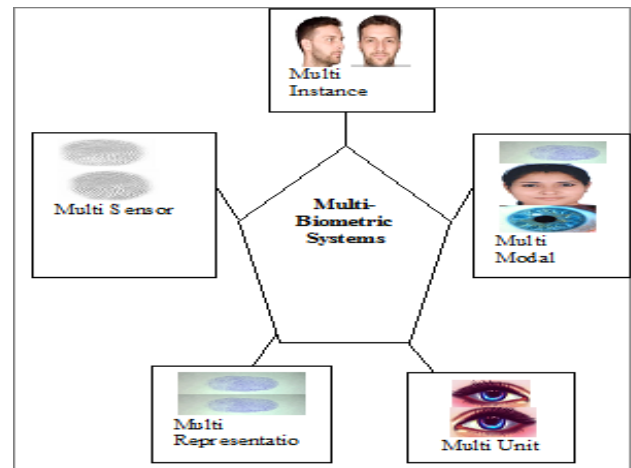 Multi
Instance
Multi Sensor
Multi-
Biometric
Systems
Multi
Modal
Multi
Representatio
Multi Unit